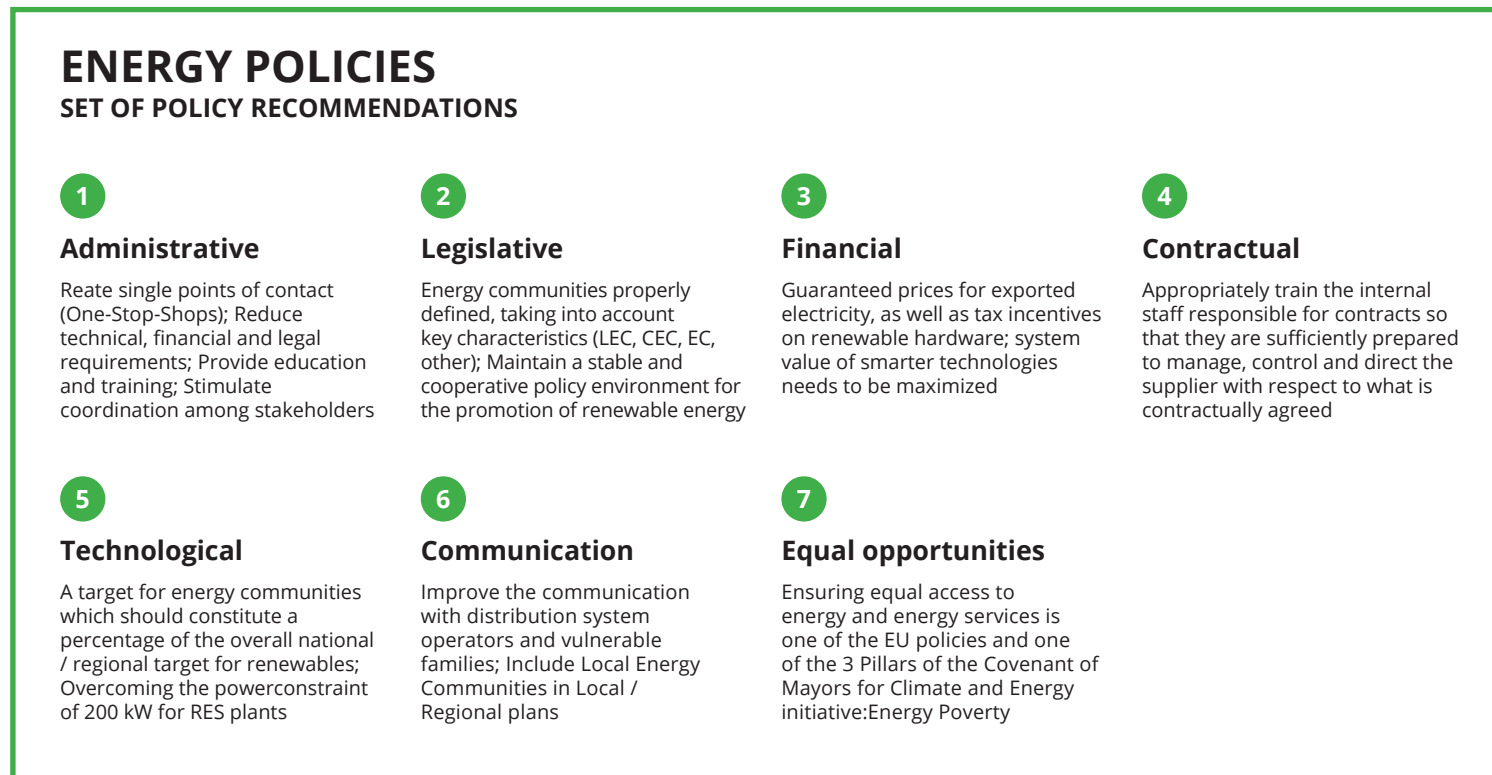 ENERGY POLICIES
SET OF POLICY RECOMMENDATIONS
1
Administrative
Reate single points of contact
(One-Stop-Shops); Reduce
technical, financial and legal
requirements; Provide education
and training; Stimulate
coordination among stakeholders
2
Legislative
Energy communities properly
defined, taking into account
key characteristics (LEC, CEC, EC,
other); Maintain a stable and
cooperative policy environment for
the promotion of renewable energy
3
Financial
Guaranteed prices for exported
electricity, as well as tax incentives
on renewable hardware; system
value of smarter technologies
needs to be maximized
4
Contractual
Appropriately train the internal
staff responsible for contracts so
that they are sufficiently prepared
to manage, control and direct the
supplier with respect to what is
contractually agreed
5
Technological
A target for energy communities
which should constitute a
percentage of the overall national
/ regional target for renewables;
Overcoming the powerconstraint
of 200 kW for RES plants
6
Communication
Improve the communication
with distribution system
operators and vulnerable
families; Include Local Energy
Communities in Local /
Regional plans
7
Equal opportunities
Ensuring equal access to
energy and energy services is
one of the EU policies and one
of the 3 Pillars of the Covenant of
Mayors for Climate and Energy
initiative:Energy Poverty